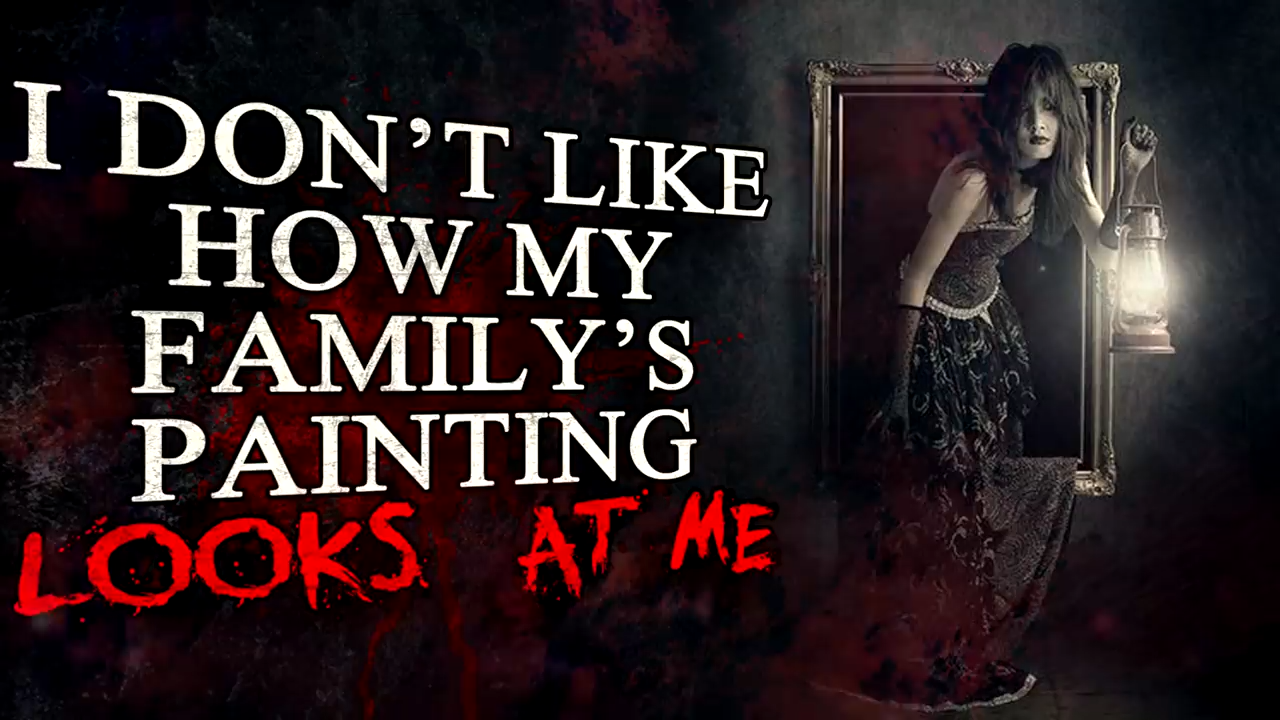 I DON'T LIKE
HOW MY
FAMILY'S
PAINTING
LOOKS AT ME